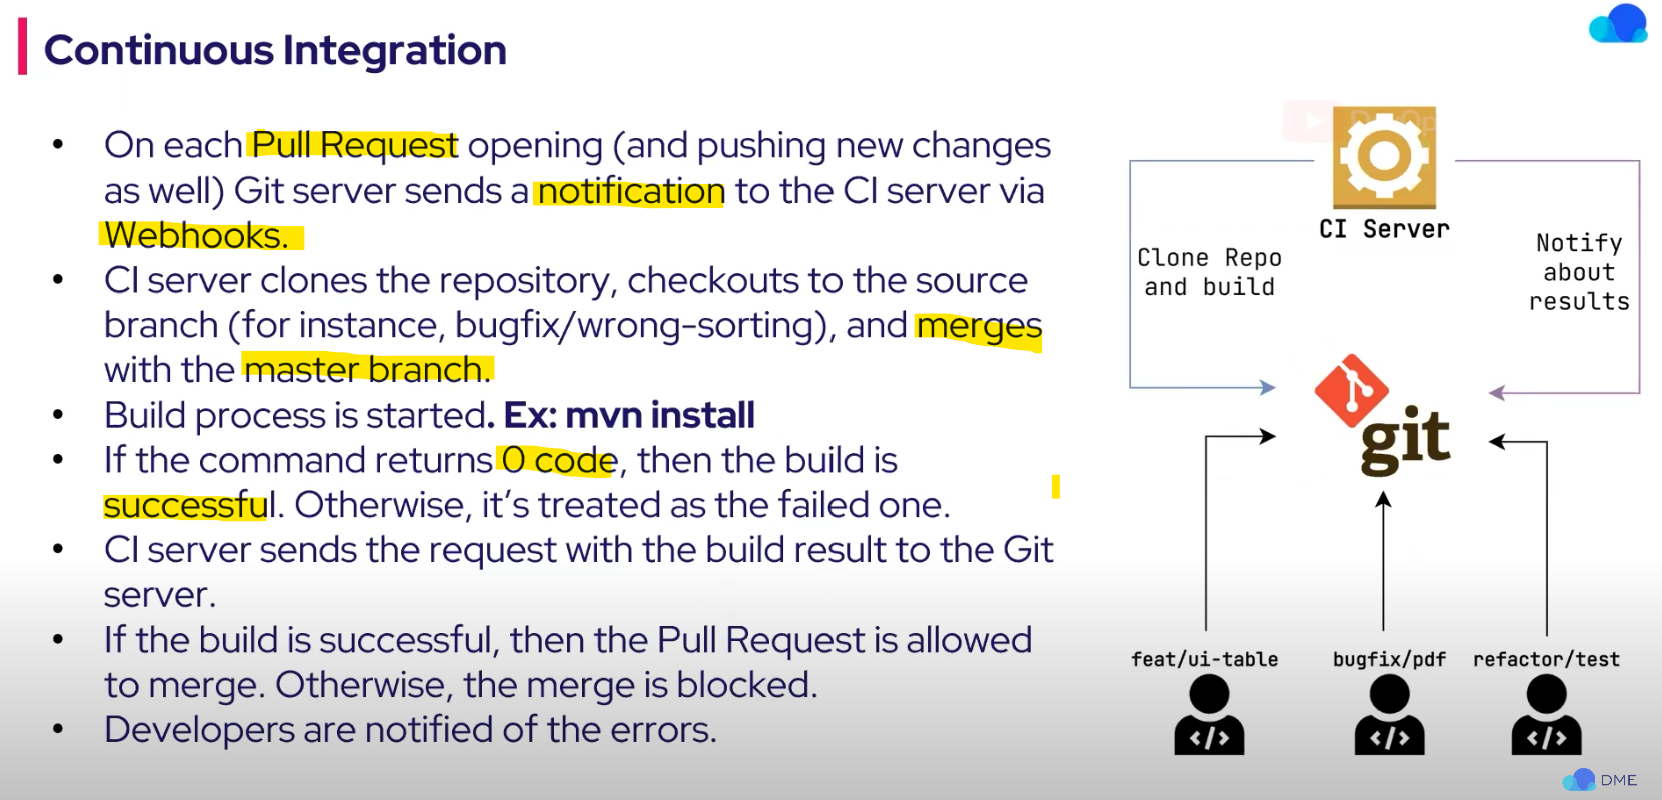 Continuous Integration
• On each Pull Request opening (and pushing new changes
as well) Git server sends a notification to the CI server via
Webhooks.
• CI server clones the repository, checkouts to the source
branch (for instance, bugfix/wrong-sorting), and merges
with the master branch.
• Build process is started. Ex: mvn install
• If the command returns 0 code, then the build is
successful. Otherwise, it’s treated as the failed one.
• CI server sends the request with the build result to the Git
server.
• If the build is successful, then the Pull Request is allowed
to merge. Otherwise, the merge is blocked.
• Developers are notified of the errors.
CI Server
Clone Repo
and build
Notify
about
results
git
feat/ui-table
bugfix/pdf
refactor/test
</>
</>
</>
DME